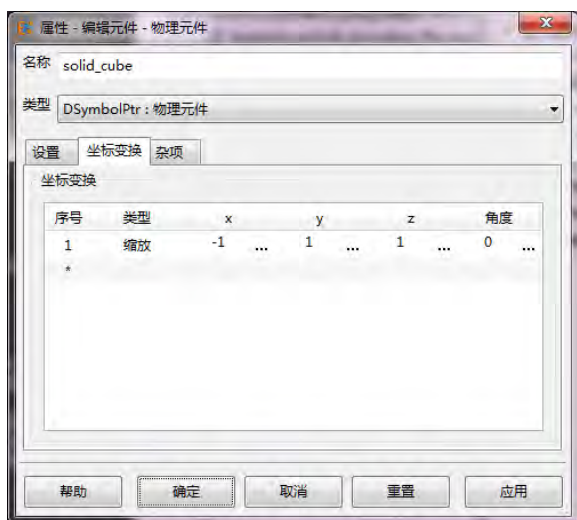 属性 - 编辑元件 - 物理元件
名称 solid_cube
类型 DSymbolPtr : 物理元件
设置 坐标变换 杂项
坐标变换
序号 类型 x y z 角度
1 缩放 -1 ... 1 ... 1 ... 0 ...
*
帮助 确定 取消 重置 应用